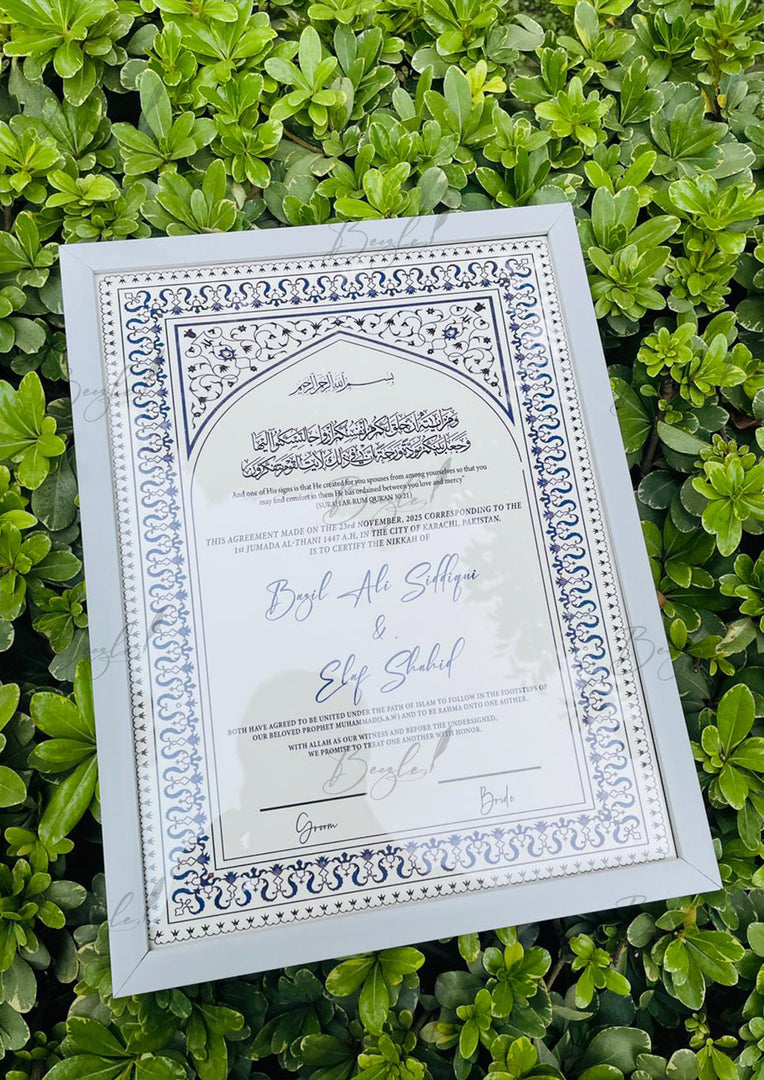 بسم الله الرحمن الرحيم
ومن آياته أن خلق لكم من أنفسكم أزواجا لتسكنوا إليها
وجعل بينكم مودة ورحمة إن في ذلك لآيات لقوم يتفكرون
And one of His signs is that He created for you spouses from among yourselves so that you
may find comfort in them He has ordained between you love and mercy"
(SURAH AR-RUM QURAN 30:21)
THIS AGREEMENT MADE ON THE 23rd NOVEMBER, 2025 CORRESPONDING TO THE
1st JUMADA AL-THANI 1447 A.H, IN THE CITY OF KARACHI, PAKISTAN.
IS TO CERTIFY THE NIKKAH OF
Bazil Ali Siddiqui
&
Elaf Shahid
BOTH HAVE AGREED TO BE UNITED UNDER THE PATH OF ISLAM TO FOLLOW IN THE FOOTSTEPS OF
OUR BELOVED PROPHET MUHAMMAD(S.A.W) AND TO BE RAHMA ONTO ONE AOTHER.
WITH ALLAH AS OUR WITNESS AND BEFORE THE UNDERSIGNED,
WE PROMISE TO TREAT ONE ANOTHER WITH HONOR.
Groom
Bride